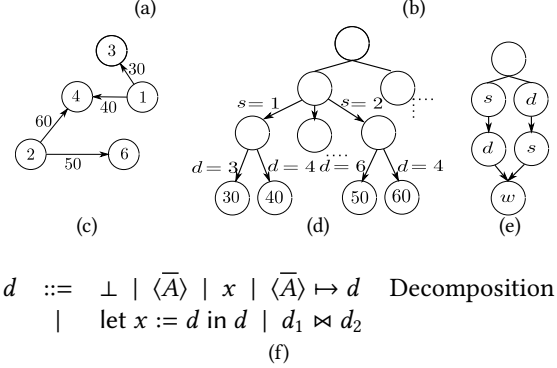 (a) (b)
3
30
4 40 1
60
2 50 6
(c)
s = 1 s = 2
d = 3 d = 4 d = 6 d = 4
30 40 50 60
(d)
s d
d s
w
(e)
d ::= ⊥ | ⟨A̅⟩ | x | ⟨A̅⟩ ↦ d Decomposition
| let x := d in d | d₁ ⋈ d₂
(f)